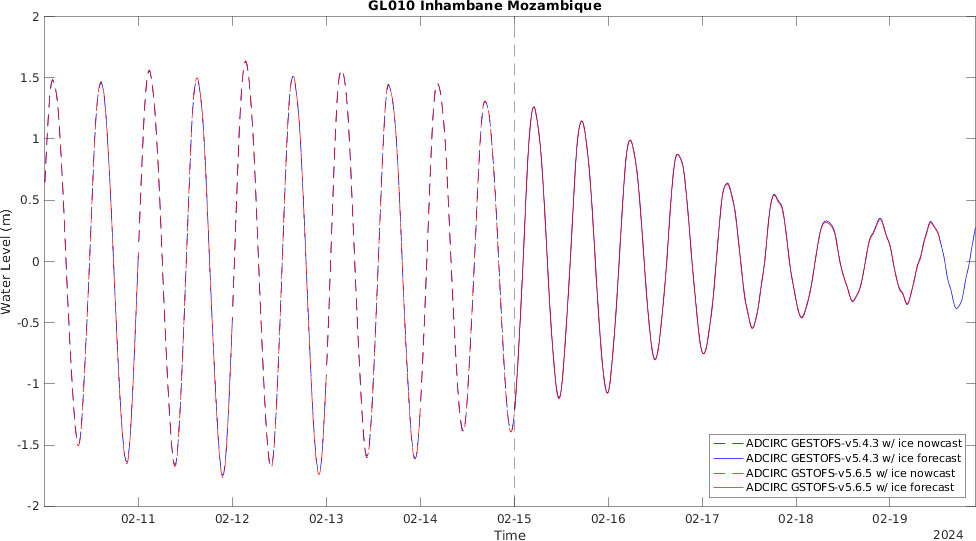 GL010 Inhambane Mozambique
2
1.5
1
0.5
0
-0.5
-1
-1.5
-2
Water Level (m)
ADCIRC GESTOFS-v5.4.3 w/ ice nowcast
ADCIRC GESTOFS-v5.4.3 w/ ice forecast
ADCIRC GSTOFS-v5.6.5 w/ ice nowcast
ADCIRC GSTOFS-v5.6.5 w/ ice forecast
02-11 02-12 02-13 02-14 02-15 02-16 02-17 02-18 02-19
Time
2024